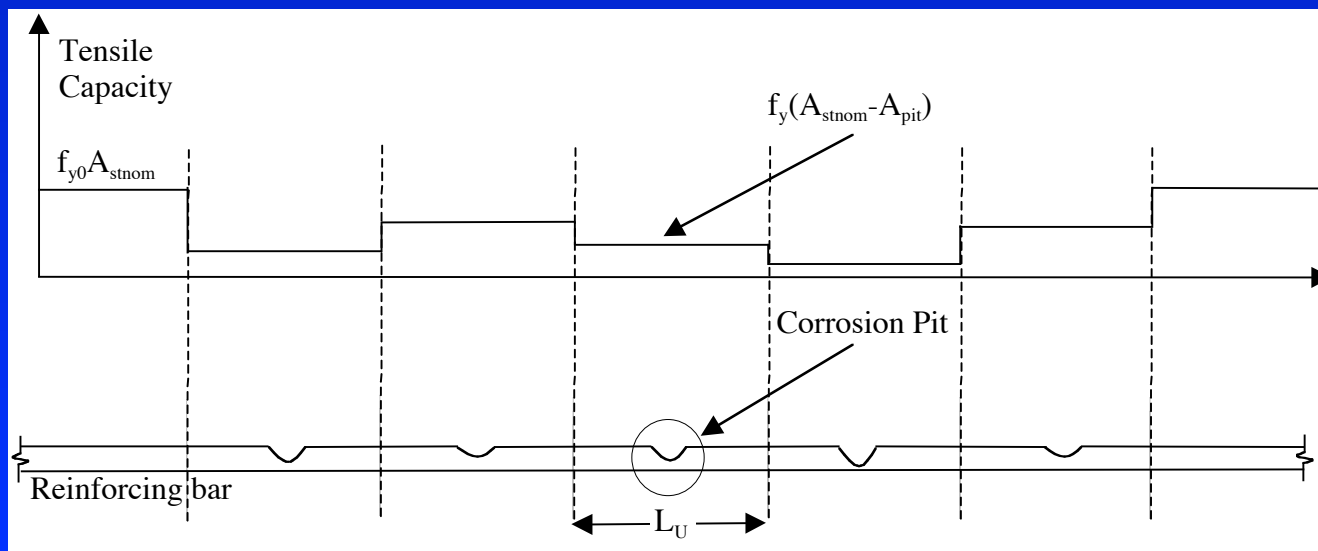 Tensile
Capacity
f_y(A_stnom-A_pit)
f_y0A_stnom
Corrosion Pit
Reinforcing bar
L_U